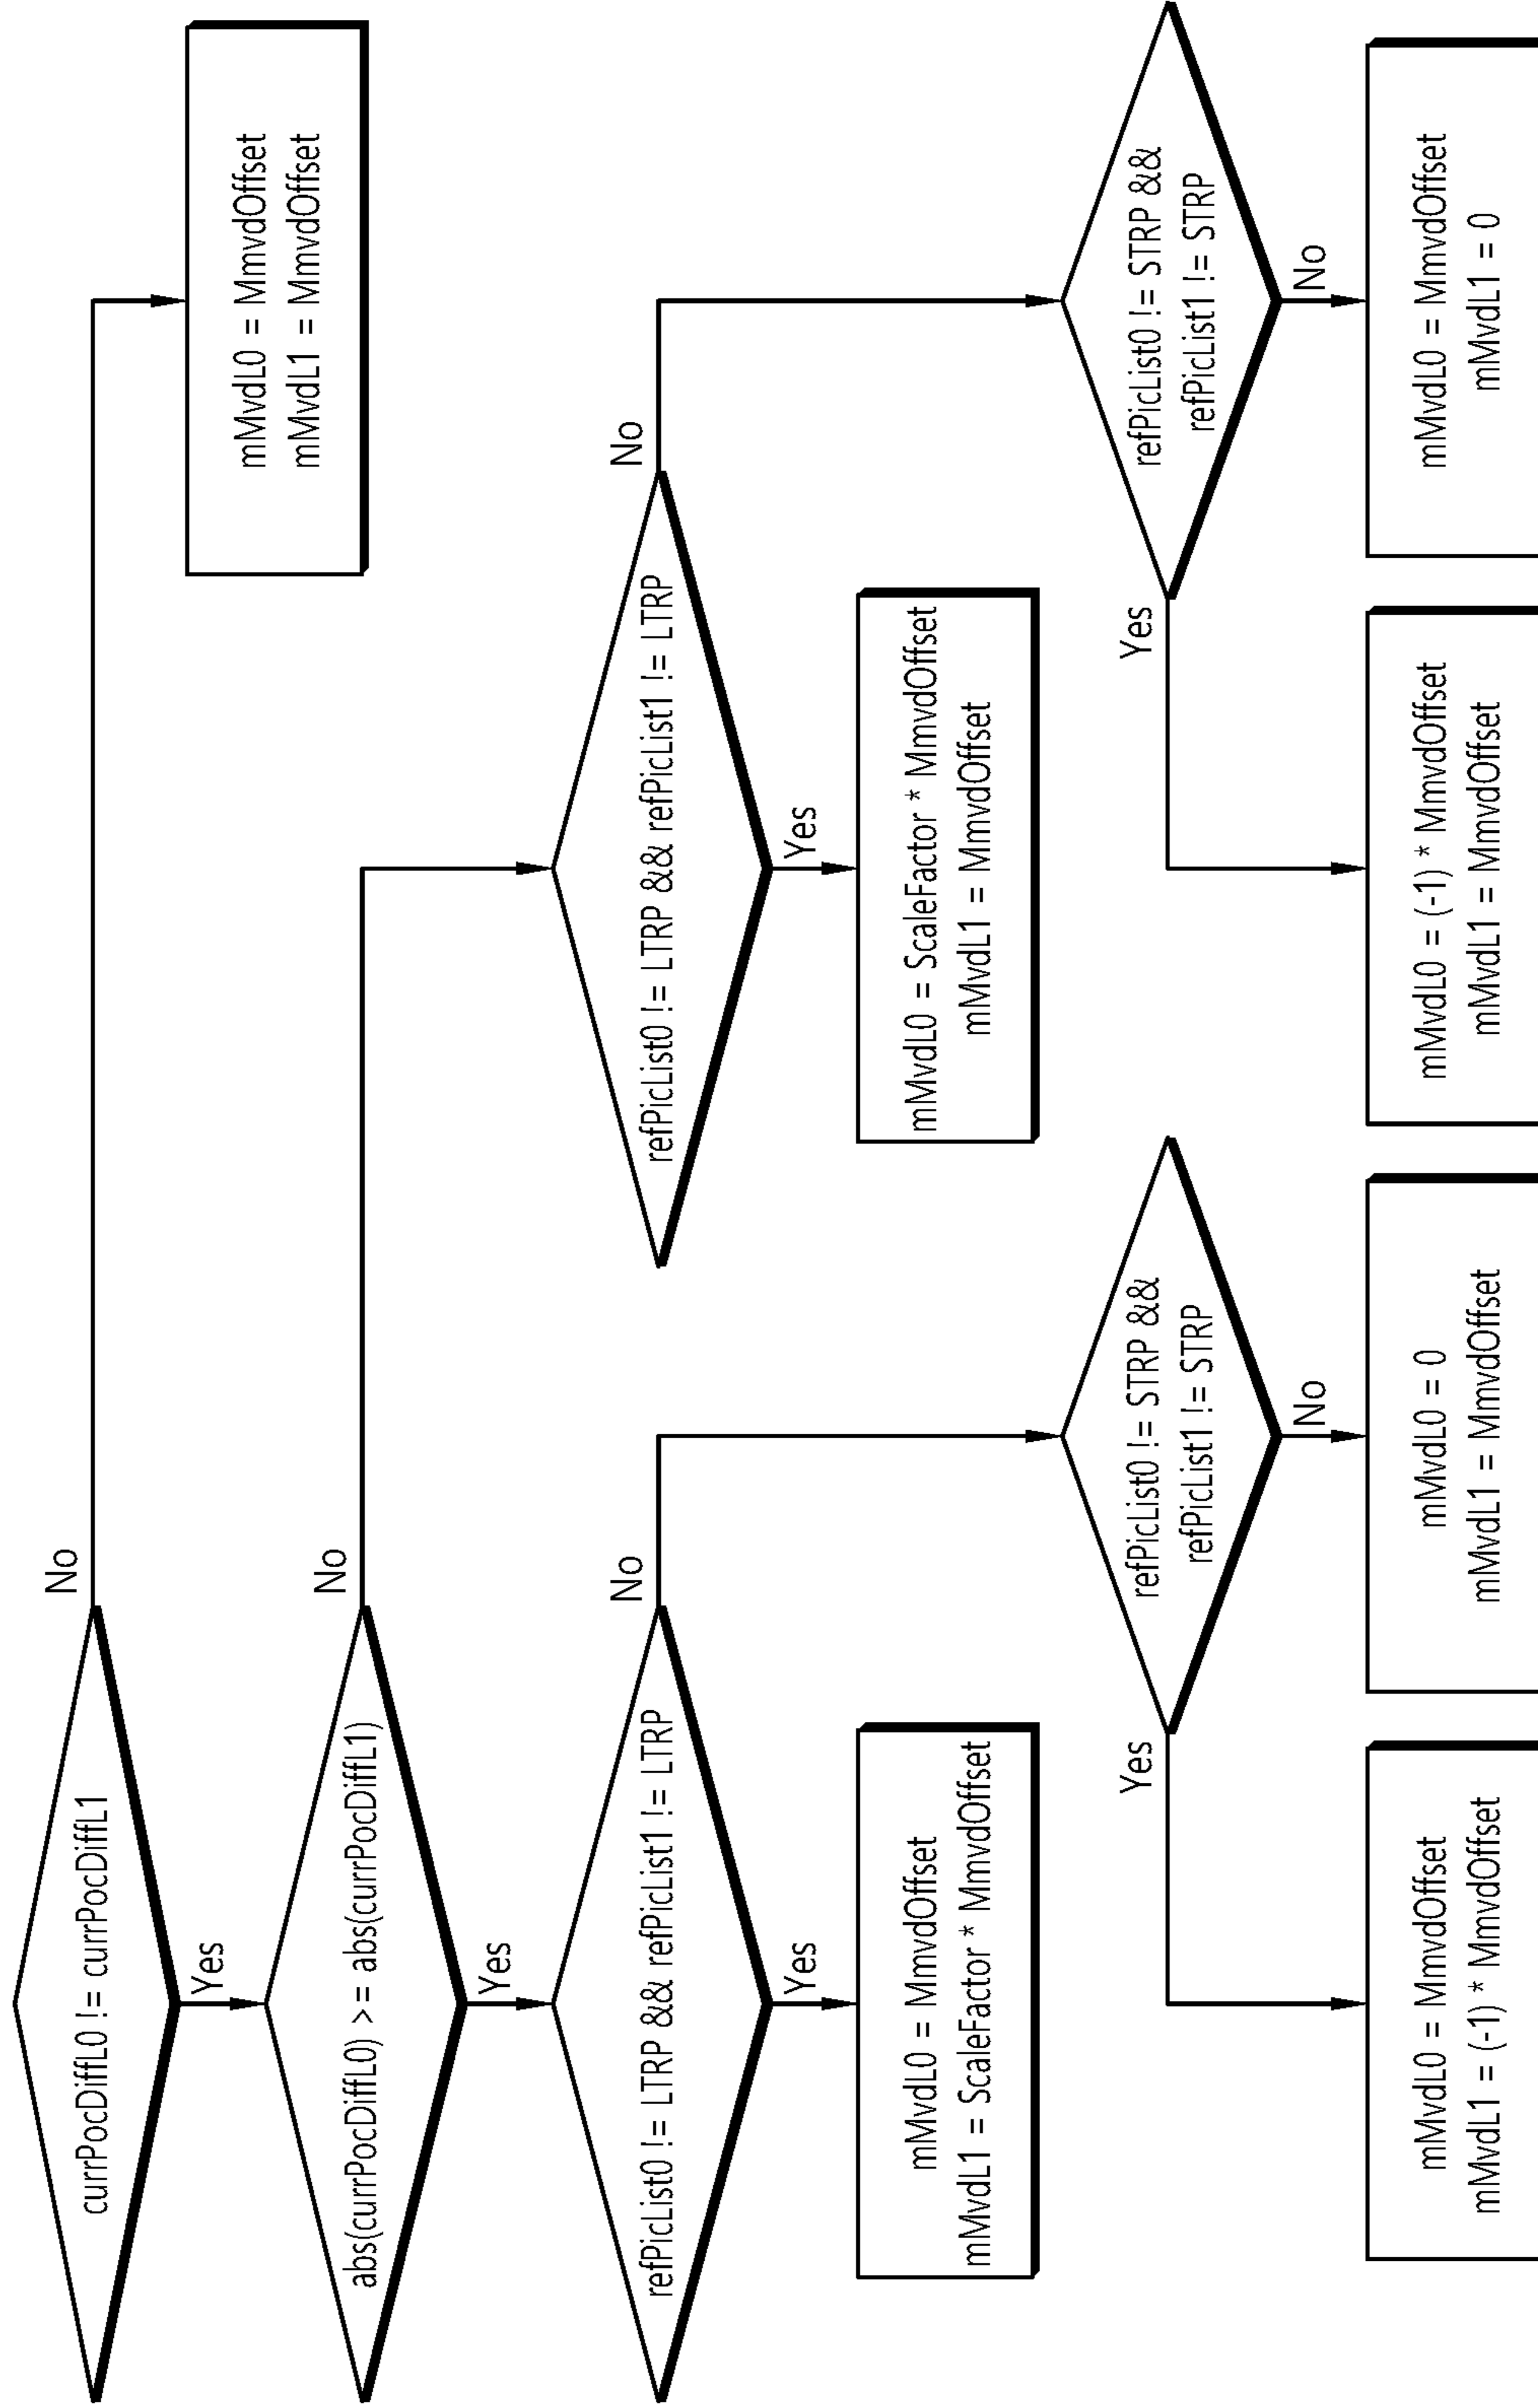 currPocDiffL0 != currPocDiffL1
No
Yes
mMvdL0 = MmvdOffset
mMvdL1 = MmvdOffset
abs(currPocDiffL0) >= abs(currPocDiffL1)
No
Yes
refPicList0 != LTRP && refPicList1 != LTRP
No
Yes
refPicList0 != LTRP && refPicList1 != LTRP
No
Yes
mMvdL0 = MmvdOffset
mMvdL1 = ScaleFactor * MmvdOffset
mMvdL0 = ScaleFactor * MmvdOffset
mMvdL1 = MmvdOffset
Yes
refPicList0 != STRP &&
refPicList1 != STRP
No
Yes
refPicList0 != STRP &&
refPicList1 != STRP
No
mMvdL0 = MmvdOffset
mMvdL1 = (-1) * MmvdOffset
mMvdL0 = 0
mMvdL1 = MmvdOffset
mMvdL0 = (-1) * MmvdOffset
mMvdL1 = MmvdOffset
mMvdL0 = MmvdOffset
mMvdL1 = 0